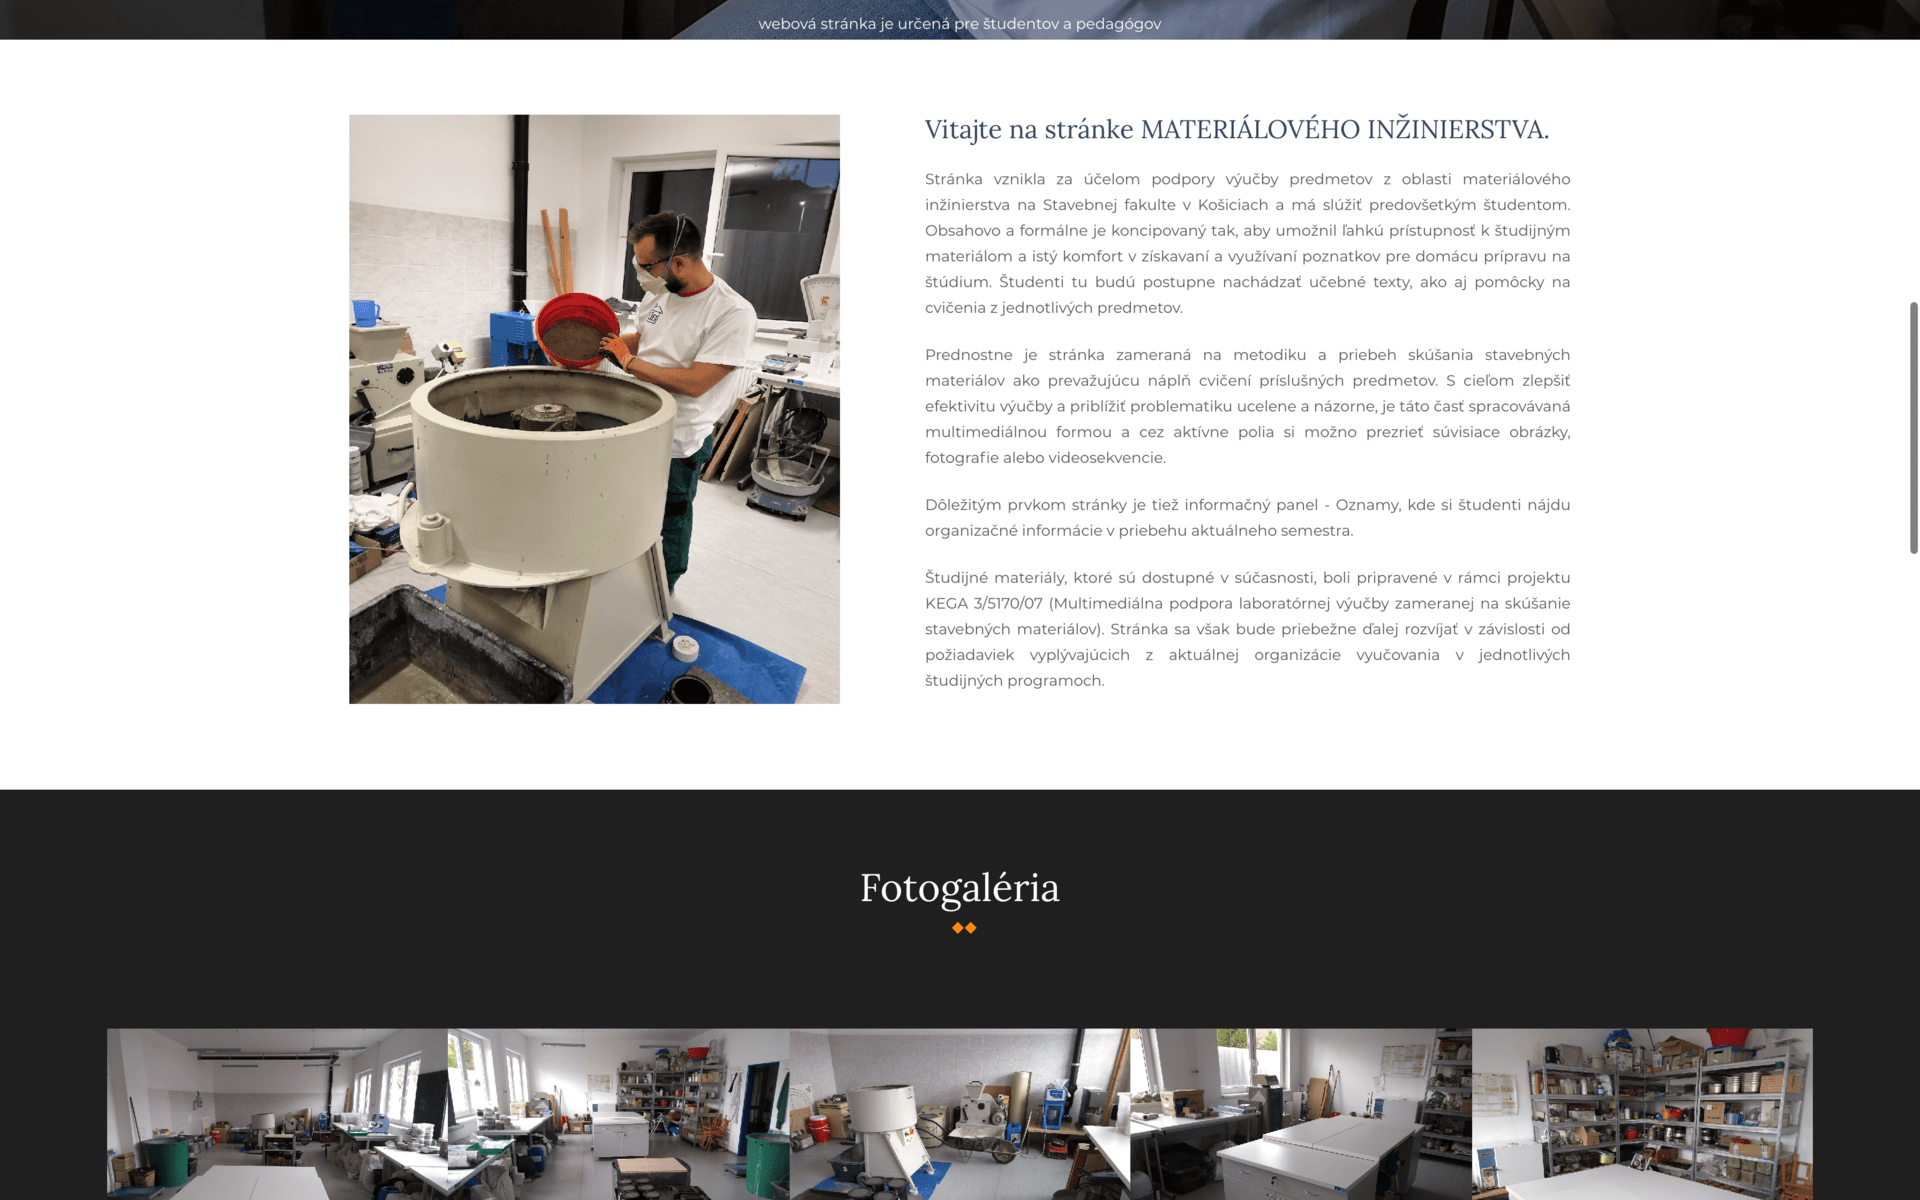 webová stránka je určená pre študentov a pedagógov
Vitajte na stránke MATERIÁLOVÉHO INŽINIERSTVA.
Stránka vznikla za účelom podpory výučby predmetov z oblasti materiálového
inžinierstva na Stavebnej fakulte v Košiciach a má slúžiť predovšetkým študentom.
Obsahovo a formálne je koncipovaný tak, aby umožnil ľahkú prístupnosť k študijným
materiálom a istý komfort v získavaní a využívaní poznatkov pre domácu prípravu na
štúdium. Študenti tu budú postupne nachádzať učebné texty, ako aj pomôcky na
cvičenia z jednotlivých predmetov.
Prednostne je stránka zameraná na metodiku a priebeh skúšania stavebných
materiálov ako prevažujúcu náplň cvičení príslušných predmetov. S cieľom zlepšiť
efektivitu výučby a priblížiť problematiku ucelene a názorne, je táto časť spracovávaná
multimediálnou formou a cez aktívne polia si možno prezrieť súvisiace obrázky,
fotografie alebo videosekvencie.
Dôležitým prvkom stránky je tiež informačný panel - Oznamy, kde si študenti nájdu
organizačné informácie v priebehu aktuálneho semestra.
Študijné materiály, ktoré sú dostupné v súčasnosti, boli pripravené v rámci projektu
KEGA 3/5170/07 (Multimediálna podpora laboratórnej výučby zameranej na skúšanie
stavebných materiálov). Stránka sa však bude priebežne ďalej rozvíjať v závislosti od
požiadaviek vyplývajúcich z aktuálnej organizácie vyučovania v jednotlivých
študijných programoch.
Fotogaléria